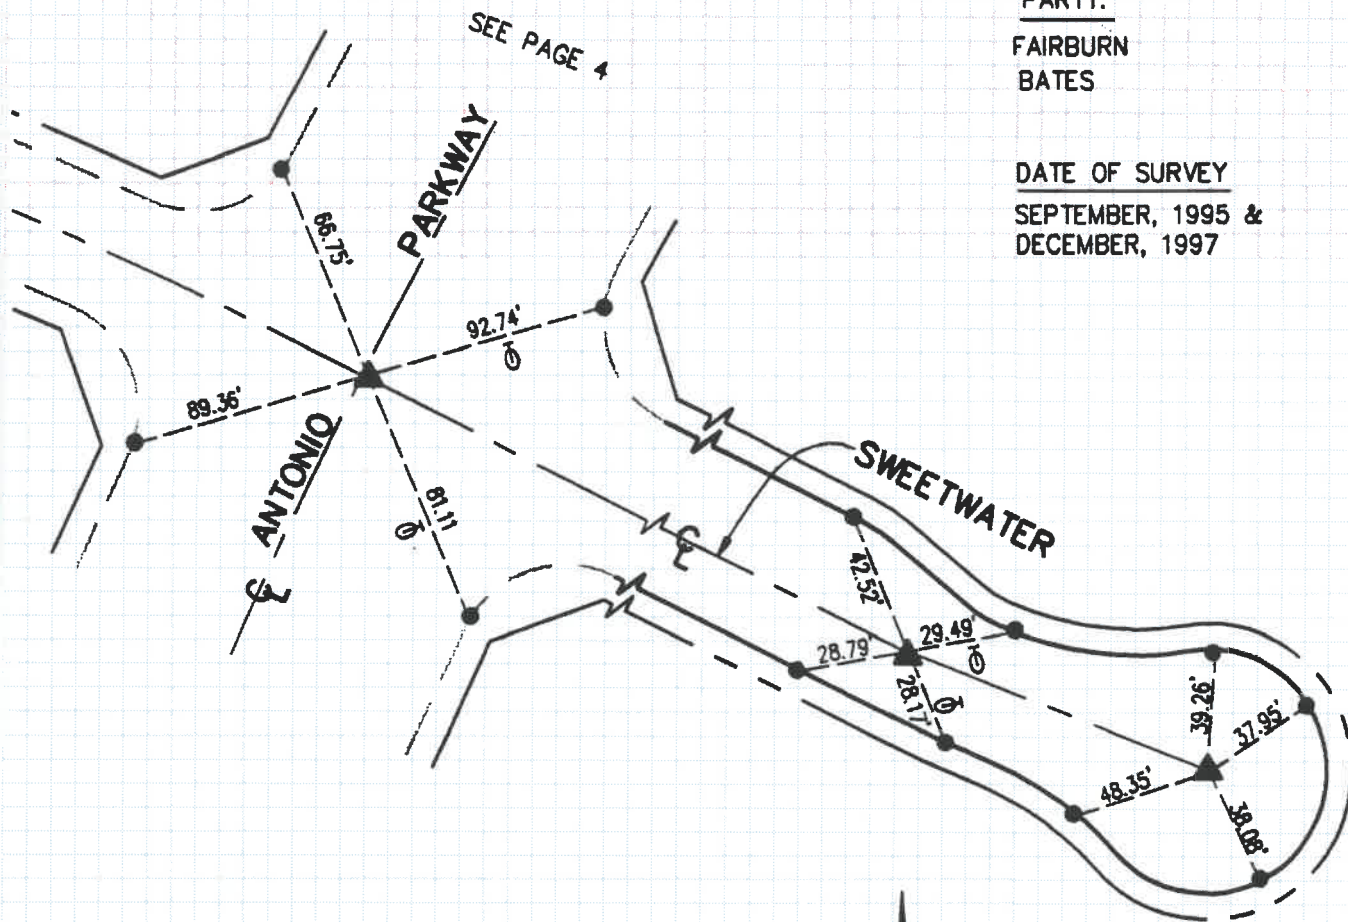 PARTY:
FAIRBURN
BATES
SEE PAGE 4
DATE OF SURVEY
SEPTEMBER, 1995 &
DECEMBER, 1997
PARKWAY
66.75'
92.74'
89.36'
ANTONIO
81.11
℄
℄
SWEETWATER
42.52'
28.79'
29.49'
28.17'
39.26'
37.95'
48.35'
38.08'